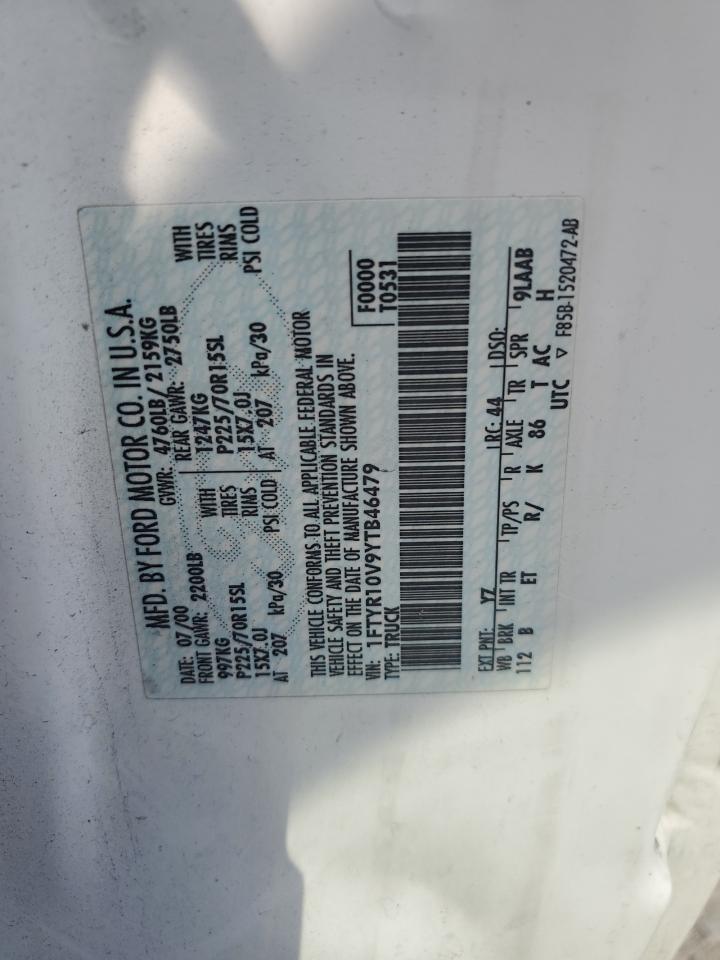 MFD. BY FORD MOTOR CO. IN U.S.A.
DATE: 07/00 GVWR: 4760LB/ 2159KG
FRONT GAWR: 2200LB REAR GAWR: 2750LB
997KG WITH 1247KG WITH
P225/70R15SL TIRES P225/70R15SL TIRES
15X7.0J RIMS 15X7.0J RIMS
AT 207 kPa/30 PSI COLD AT 207 kPa/30 PSI COLD
THIS VEHICLE CONFORMS TO ALL APPLICABLE FEDERAL MOTOR
VEHICLE SAFETY AND THEFT PREVENTION STANDARDS IN
EFFECT ON THE DATE OF MANUFACTURE SHOWN ABOVE.
VIN: 1FTYR10V9YTB46479 F0000
TYPE: TRUCK T0531
EXT PNT: YZ RC: 44 DSO:
WB BRK INT TR TP/PS R AXLE TR SPR 9LAAB
112 B ET R/ K 86 T AC H
UTC ▽ F85B-1520472-AB